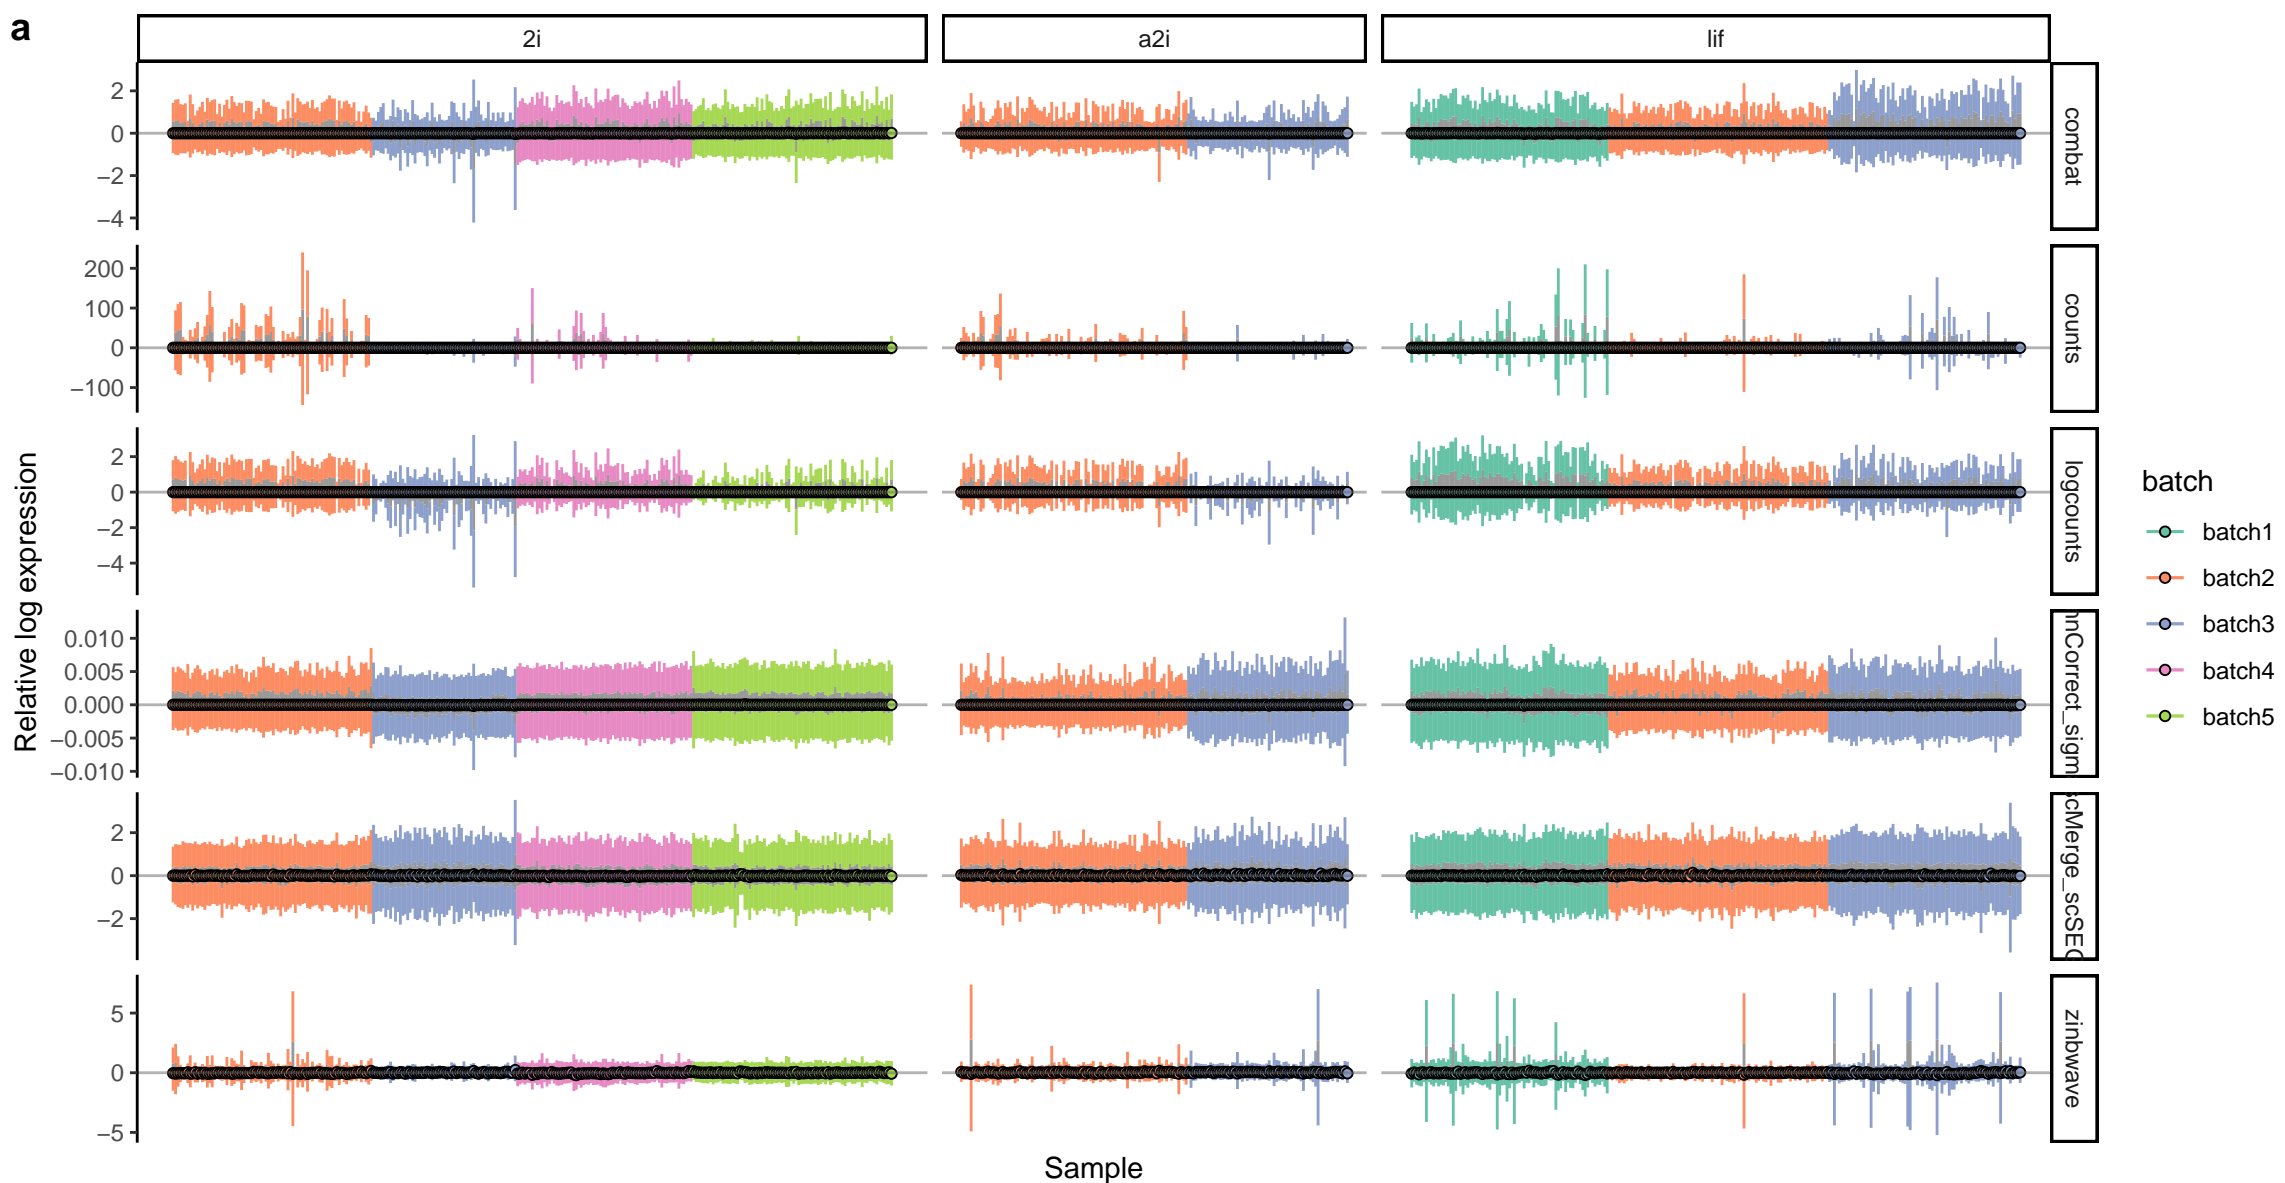 a
2i
a2i
lif
2
0
−2
−4
combat
200
100
0
−100
counts
2
0
−2
−4
logcounts
0.010
0.005
0.000
−0.005
−0.010
nCorrect_sigm
2
0
−2
scMerge_scSEG
5
0
−5
zinbwave
Relative log expression
Sample
batch
batch1
batch2
batch3
batch4
batch5